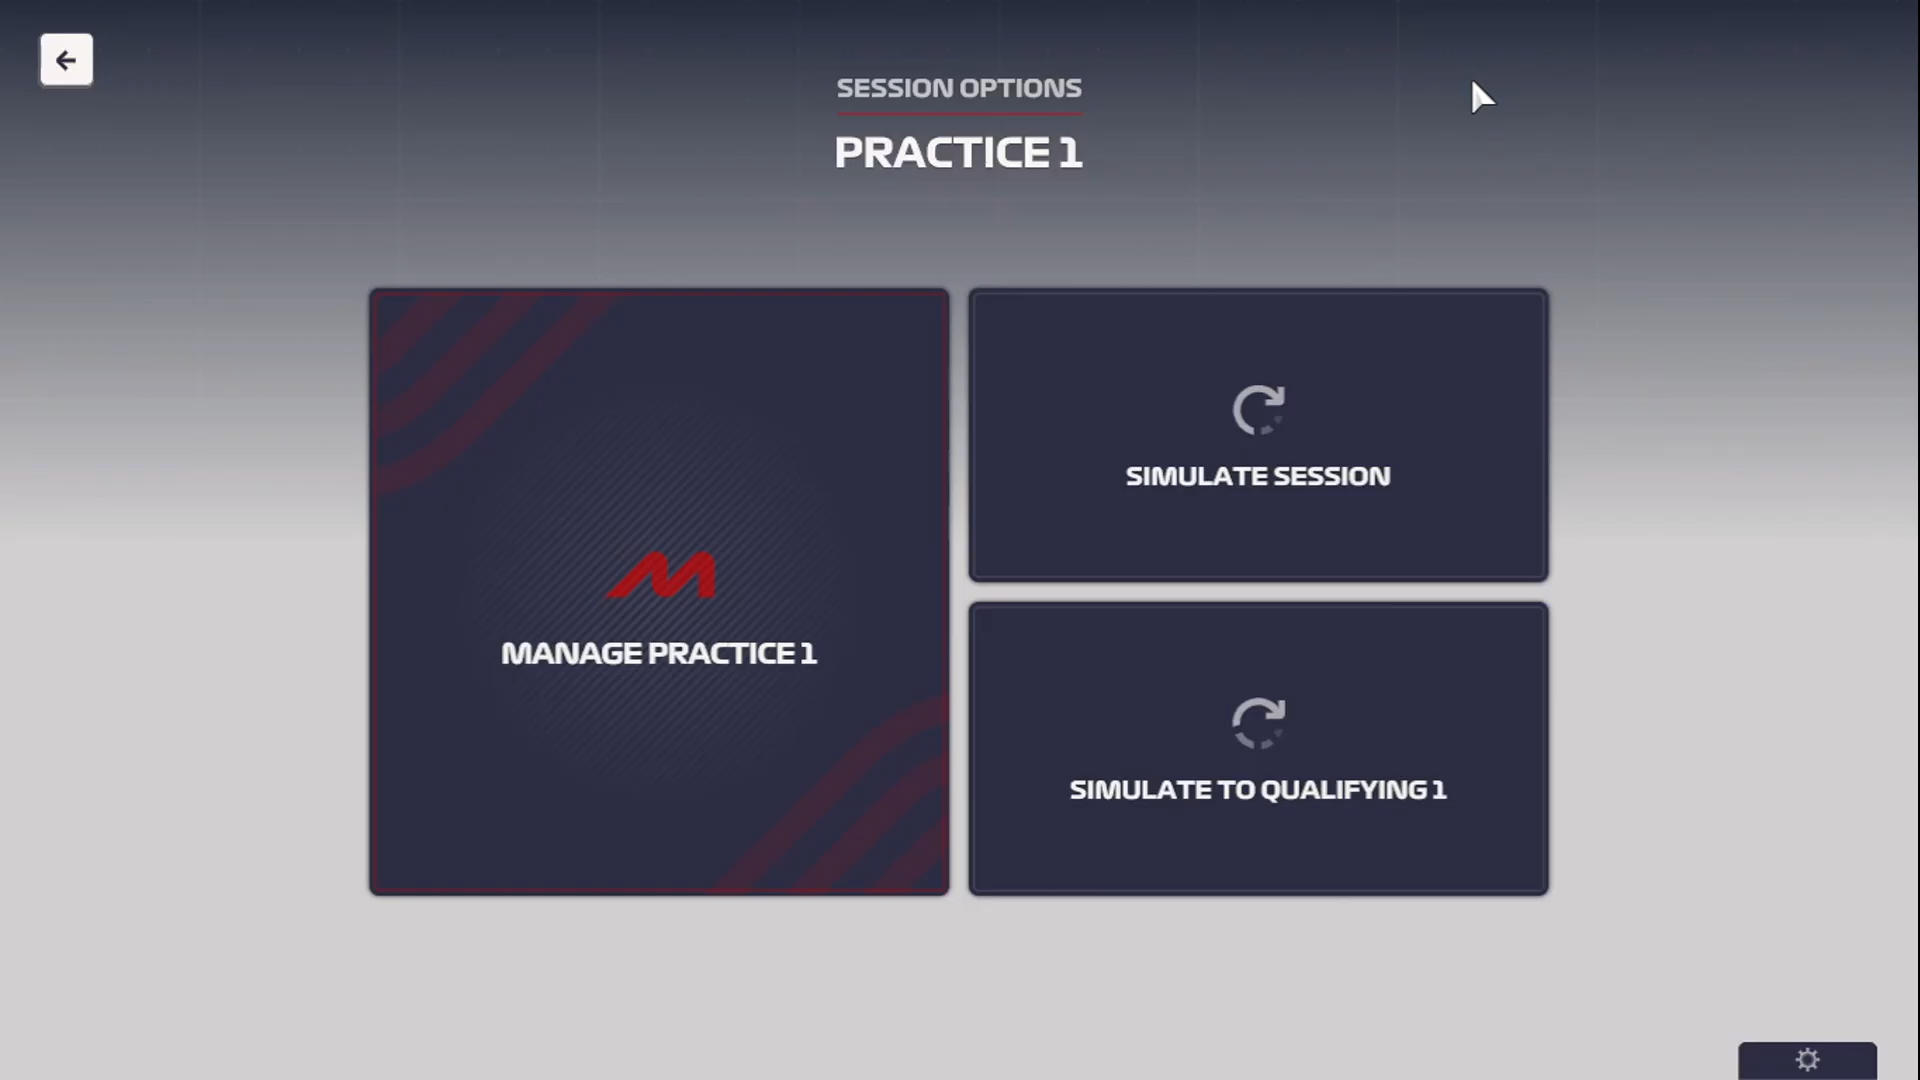 SESSION OPTIONS
PRACTICE 1
MANAGE PRACTICE 1
SIMULATE SESSION
SIMULATE TO QUALIFYING 1